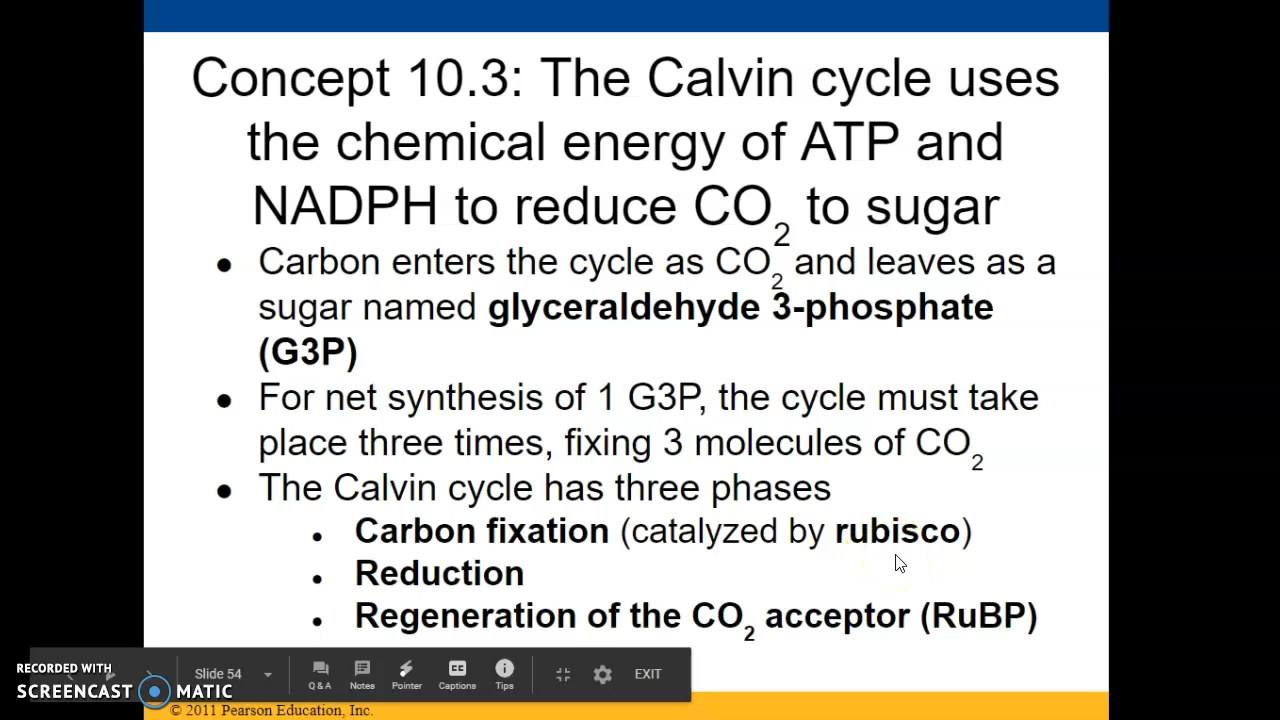 Concept 10.3: The Calvin cycle uses
the chemical energy of ATP and
NADPH to reduce CO₂ to sugar
● Carbon enters the cycle as CO₂ and leaves as a
sugar named glyceraldehyde 3-phosphate
(G3P)
● For net synthesis of 1 G3P, the cycle must take
place three times, fixing 3 molecules of CO₂
● The Calvin cycle has three phases
• Carbon fixation (catalyzed by rubisco)
• Reduction
• Regeneration of the CO₂ acceptor (RuBP)
RECORDED WITH
SCREENCAST MATIC
Slide 54
Q & A
Notes
Pointer
Captions
Tips
EXIT
© 2011 Pearson Education, Inc.